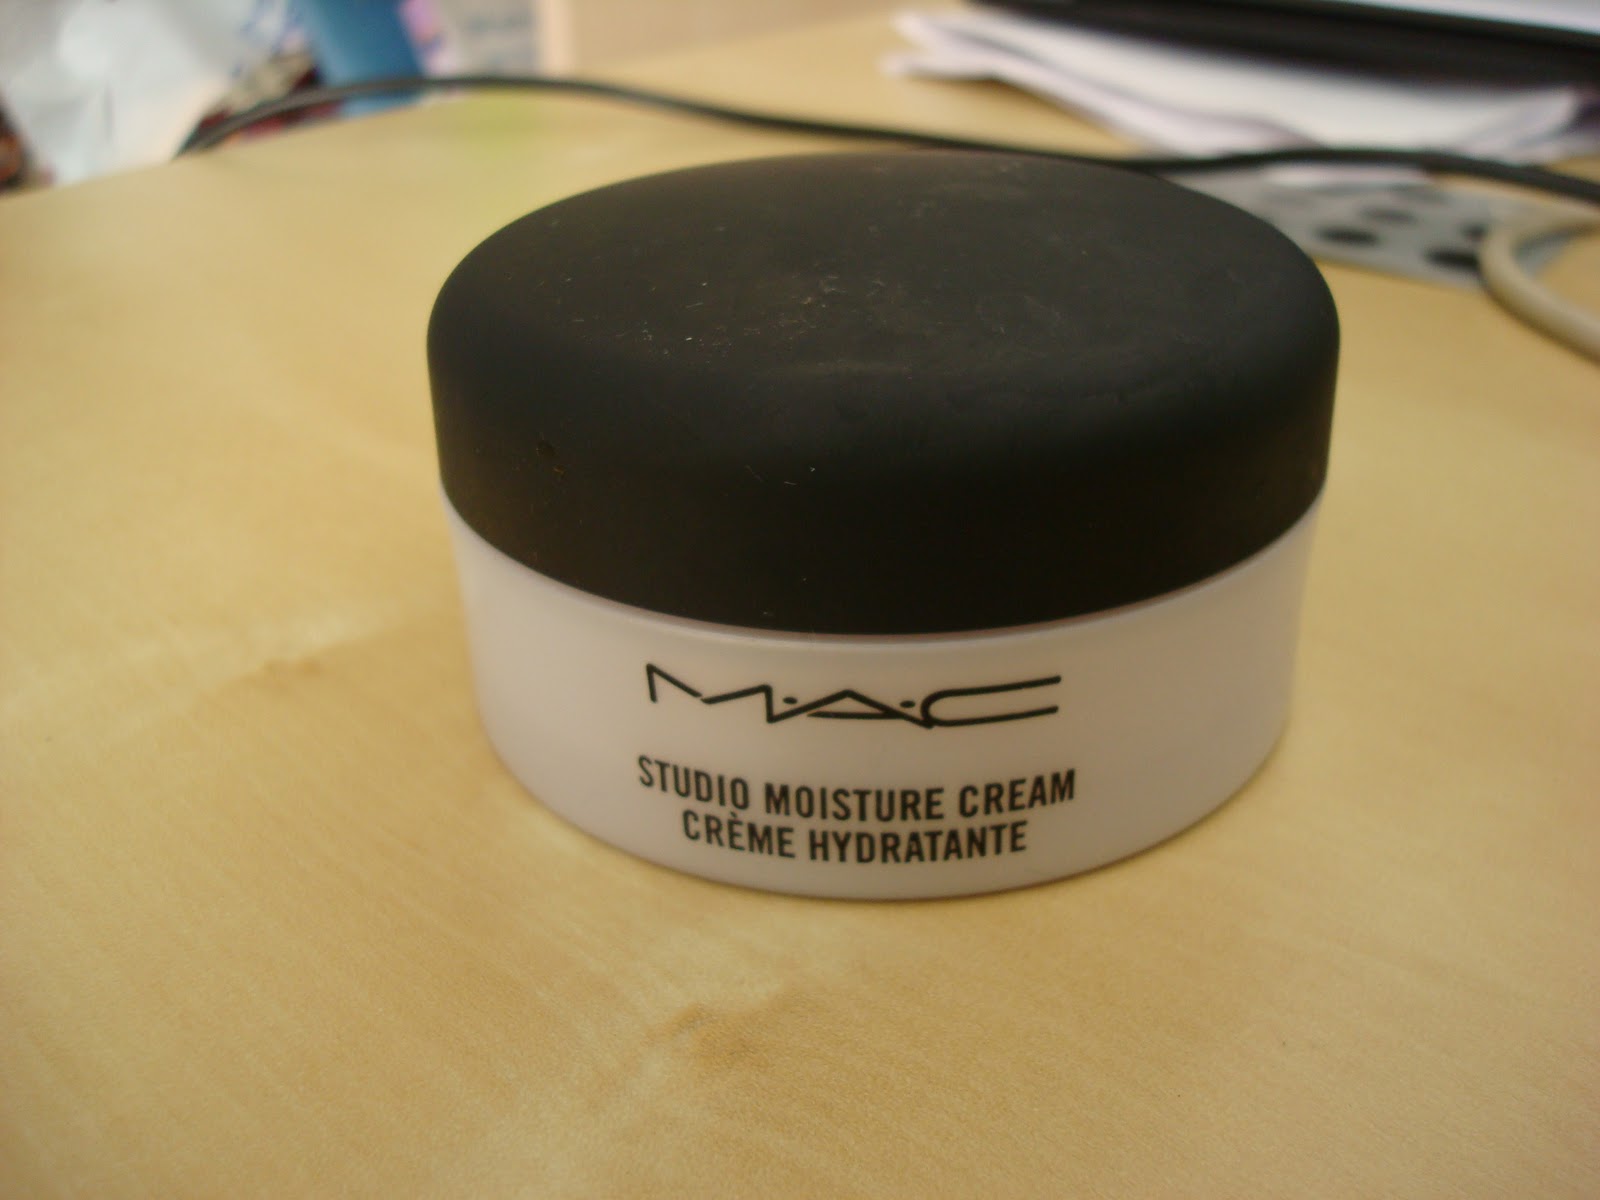 M·A·C
STUDIO MOISTURE CREAM
CRÈME HYDRATANTE